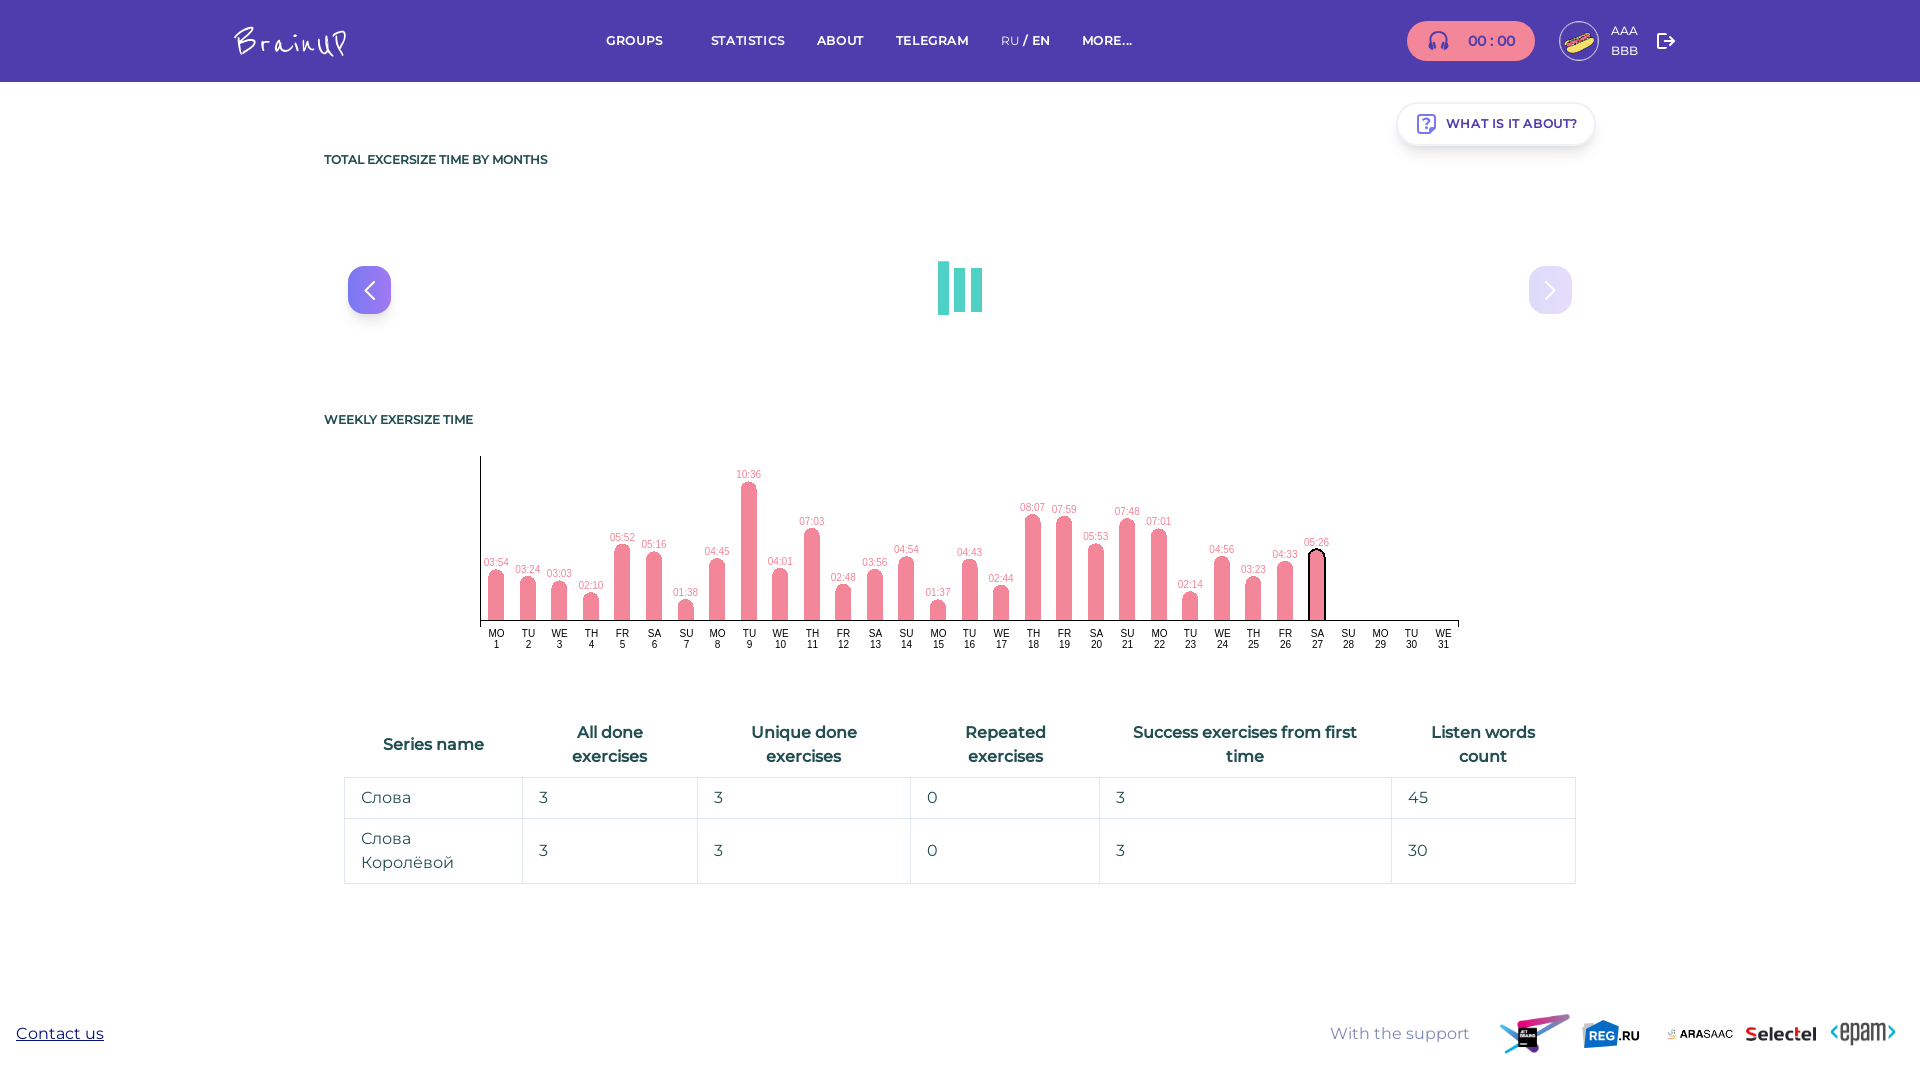 BrainUP
GROUPS
STATISTICS
ABOUT
TELEGRAM
RU / EN
MORE...
00 : 00
AAA
BBB
WHAT IS IT ABOUT?
TOTAL EXCERSIZE TIME BY MONTHS
WEEKLY EXERSIZE TIME
03:54 03:24 03:03 02:10 05:52 05:16 01:38 04:45 10:36 04:01 07:03 02:48 03:56 04:54 01:37 04:43 02:44 08:07 07:59 05:53 07:48 07:01 02:14 04:56 03:23 04:33 05:26
MO TU WE TH FR SA SU MO TU WE TH FR SA SU MO TU WE TH FR SA SU MO TU WE TH FR SA SU MO TU WE
1 2 3 4 5 6 7 8 9 10 11 12 13 14 15 16 17 18 19 20 21 22 23 24 25 26 27 28 29 30 31
Series name
All done
exercises
Unique done
exercises
Repeated
exercises
Success exercises from first
time
Listen words
count
Слова 3 3 0 3 45
Слова
Королёвой
3 3 0 3 30
Contact us
With the support
REG.RU
ARASAAC
Selectel
<epam>